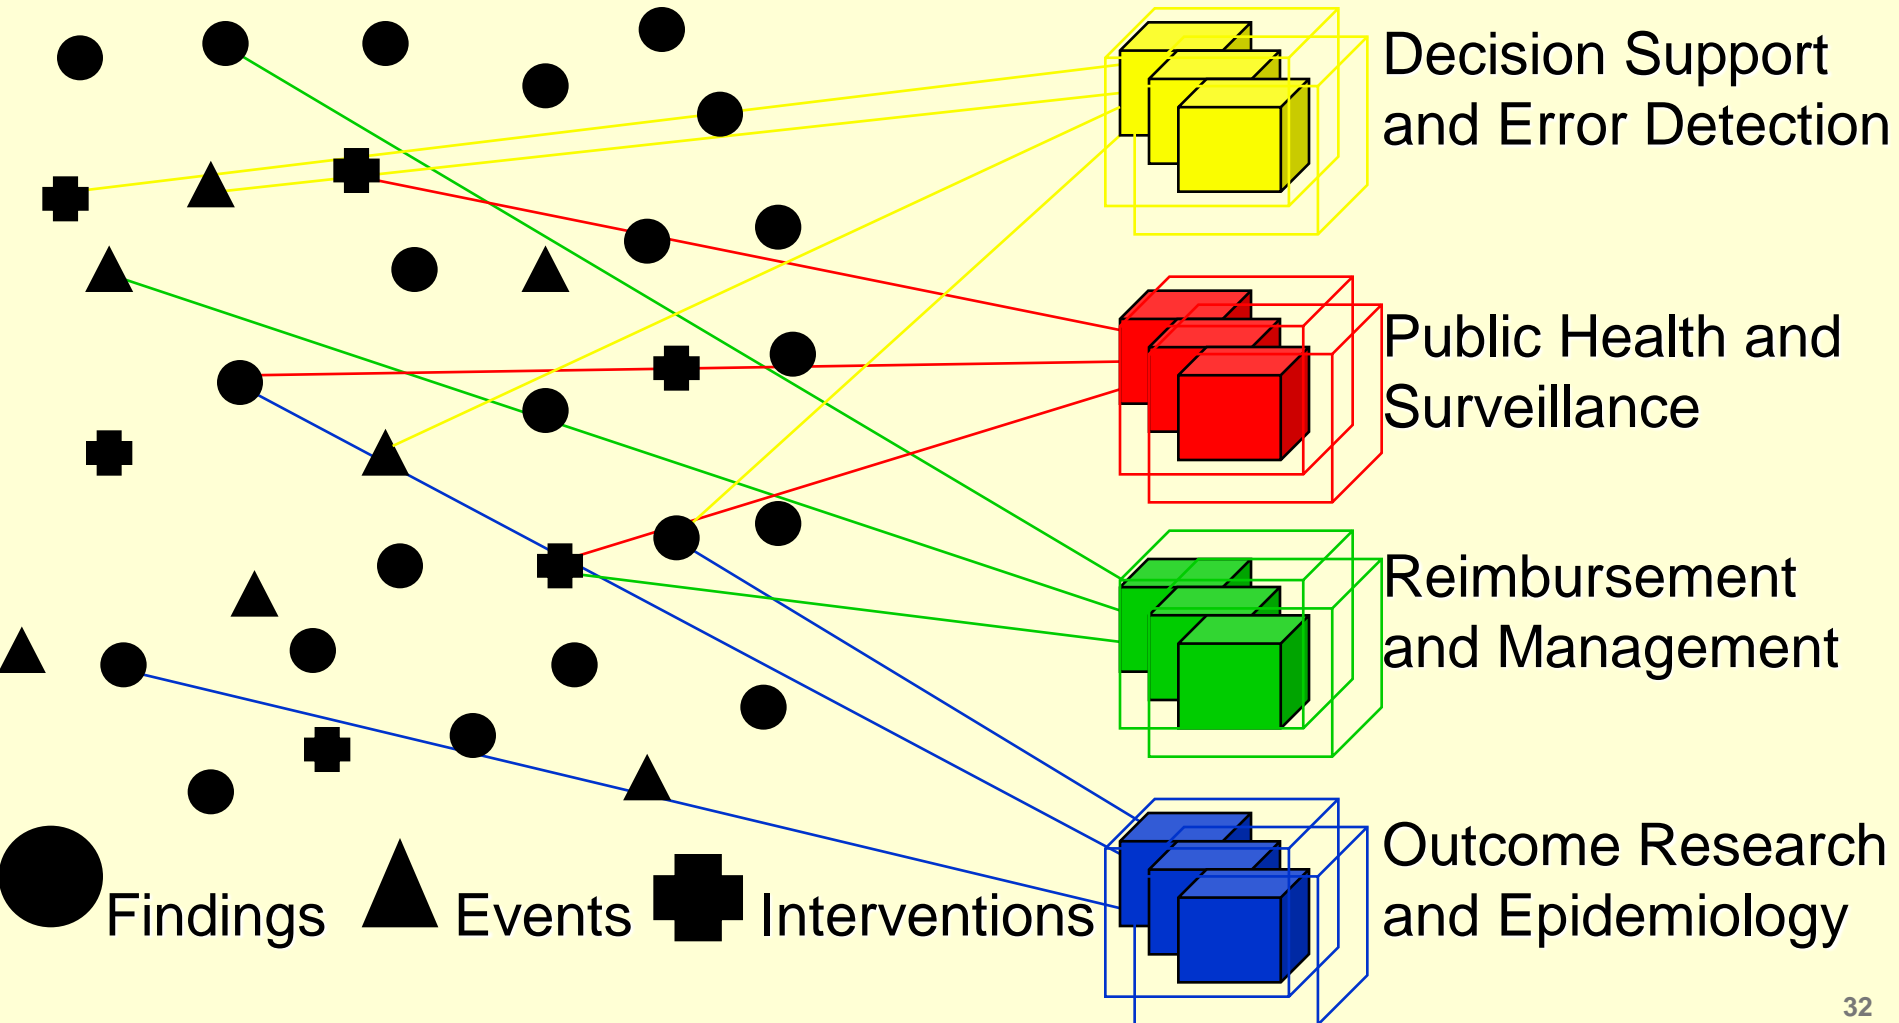 Decision Support
and Error Detection
Public Health and
Surveillance
Reimbursement
and Management
Outcome Research
and Epidemiology
Findings
Events
Interventions
32